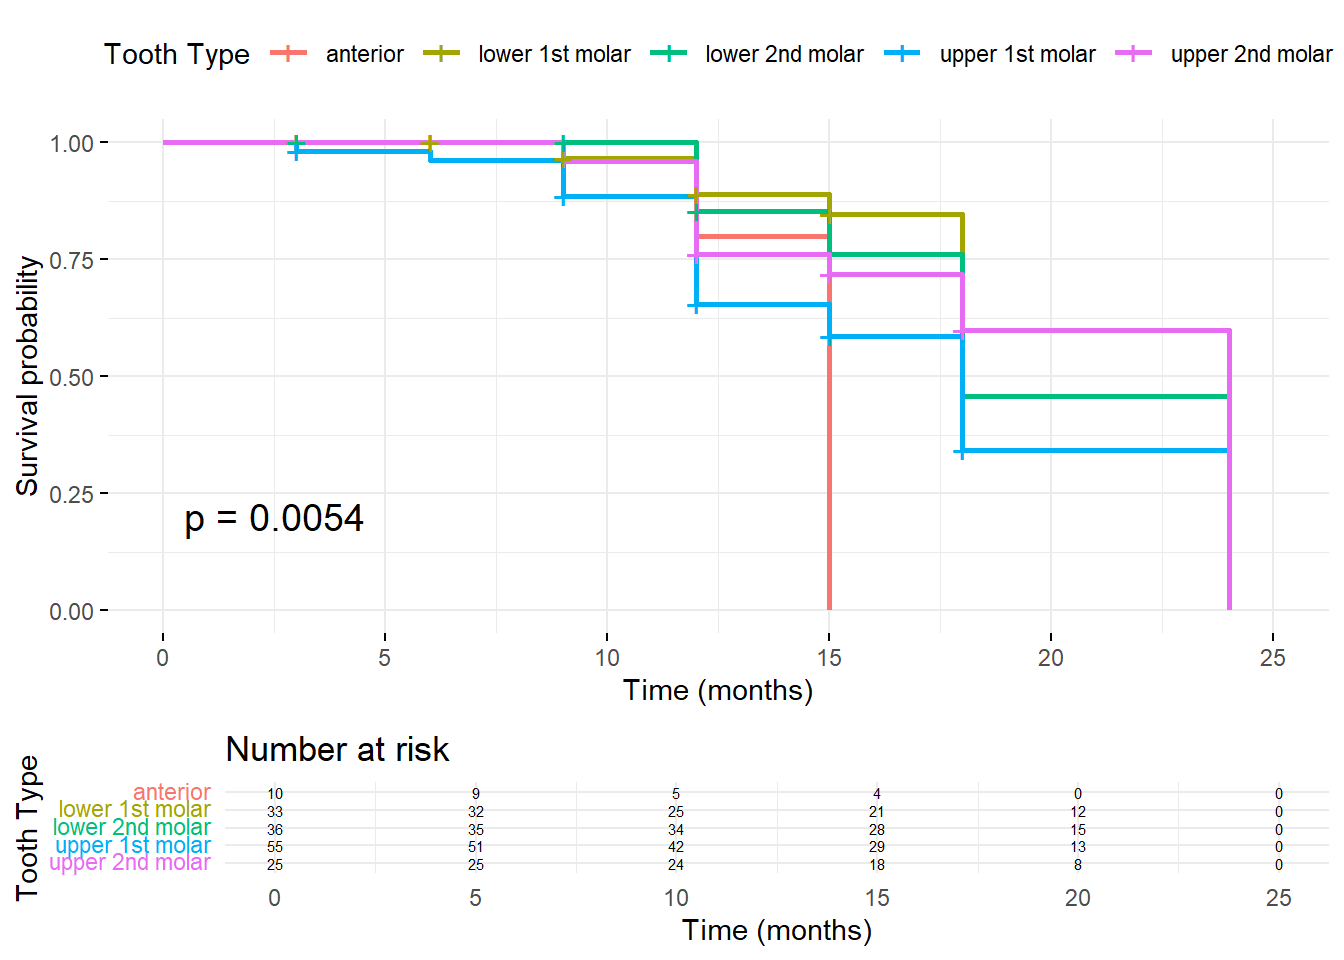 Tooth Type anterior lower 1st molar lower 2nd molar upper 1st molar upper 2nd molar
Survival probability
1.00
0.75
0.50
0.25
0.00
p = 0.0054
0 5 10 15 20 25
Time (months)
Number at risk
Tooth Type
anterior 10 9 5 4 0 0
lower 1st molar 33 32 25 21 12 0
lower 2nd molar 36 35 34 28 15 0
upper 1st molar 55 51 42 29 13 0
upper 2nd molar 25 25 24 18 8 0
0 5 10 15 20 25
Time (months)